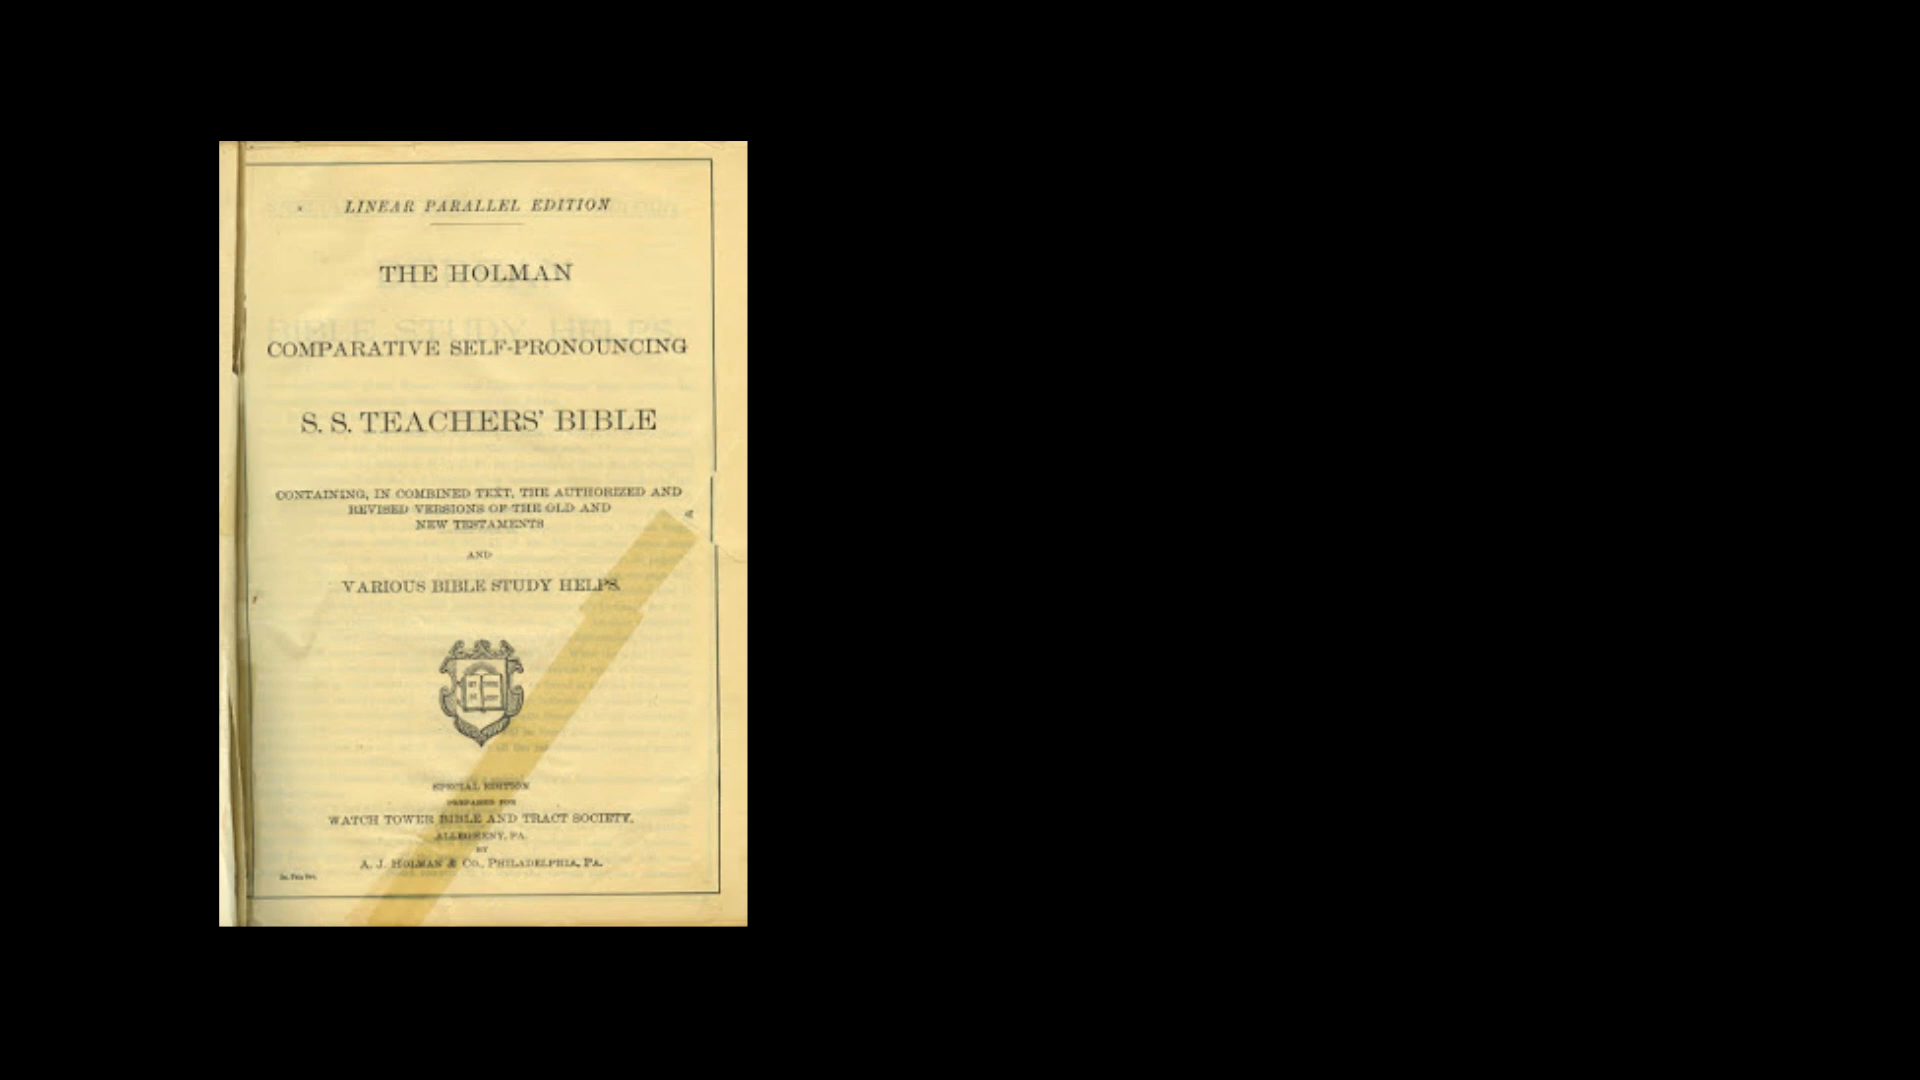 LINEAR PARALLEL EDITION
THE HOLMAN
COMPARATIVE SELF-PRONOUNCING
S. S. TEACHERS' BIBLE
CONTAINING, IN COMBINED TEXT, THE AUTHORIZED AND
REVISED VERSIONS OF THE OLD AND
NEW TESTAMENTS
AND
VARIOUS BIBLE STUDY HELPS.
SPECIAL EDITION
PREPARED FOR
WATCH TOWER BIBLE AND TRACT SOCIETY,
ALLEGHENY, PA.
BY
A. J. HOLMAN & CO., PHILADELPHIA, PA.